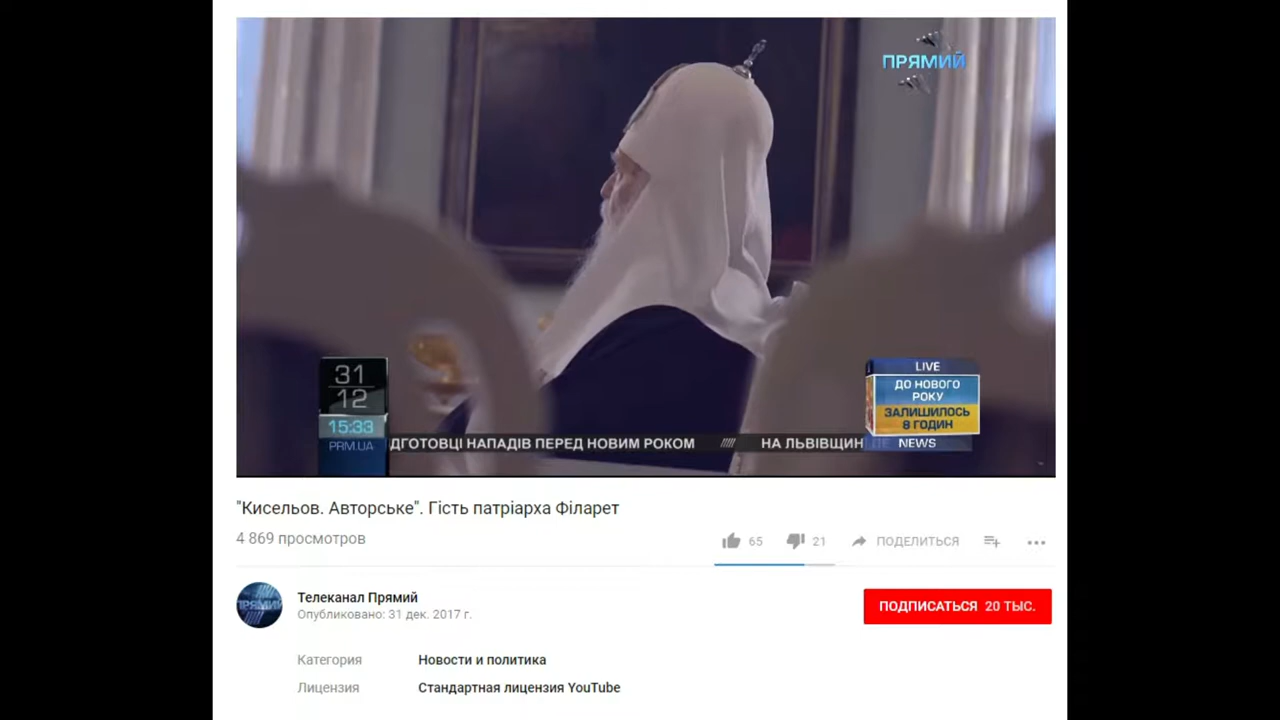 ПРЯМИЙ
31
12
15:33
PRM.UA
LIVE
ДО НОВОГО
РОКУ
ЗАЛИШИЛОСЬ
8 ГОДИН
NEWS
ДГОТОВЦІ НАПАДІВ ПЕРЕД НОВИМ РОКОМ //// НА ЛЬВІВЩИН
"Кисельов. Авторське". Гість патріарха Філарет
4 869 просмотров
65 21 ПОДЕЛИТЬСЯ
ПРЯМИЙ
Телеканал Прямий
Опубликовано: 31 дек. 2017 г.
ПОДПИСАТЬСЯ 20 ТЫС.
Категория Новости и политика
Лицензия Стандартная лицензия YouTube